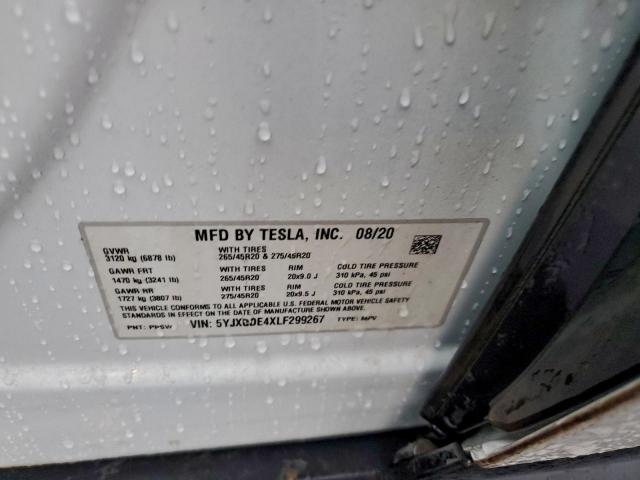 MFD BY TESLA, INC. 08/20
GVWR WITH TIRES
3120 kg (6878 lb) 265/45R20 & 275/45R20
GAWR FRT WITH TIRES RIM COLD TIRE PRESSURE
1470 kg (3241 lb) 265/45R20 20x9.0 J 310 kPa, 45 psi
GAWR RR WITH TIRES RIM COLD TIRE PRESSURE
1727 kg (3807 lb) 275/45R20 20x9.5 J 310 kPa, 45 psi
THIS VEHICLE CONFORMS TO ALL APPLICABLE U.S. FEDERAL MOTOR VEHICLE SAFETY
STANDARDS IN EFFECT ON THE DATE OF MANUFACTURE SHOWN ABOVE.
PNT: PPSW VIN: 5YJXCDE4XLF299267 TYPE: MPV